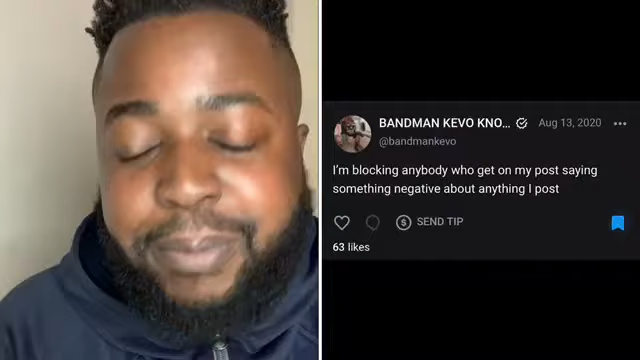 BANDMAN KEVO KNO... Aug 13, 2020
@bandmankevo
I'm blocking anybody who get on my post saying
something negative about anything I post
SEND TIP
63 likes